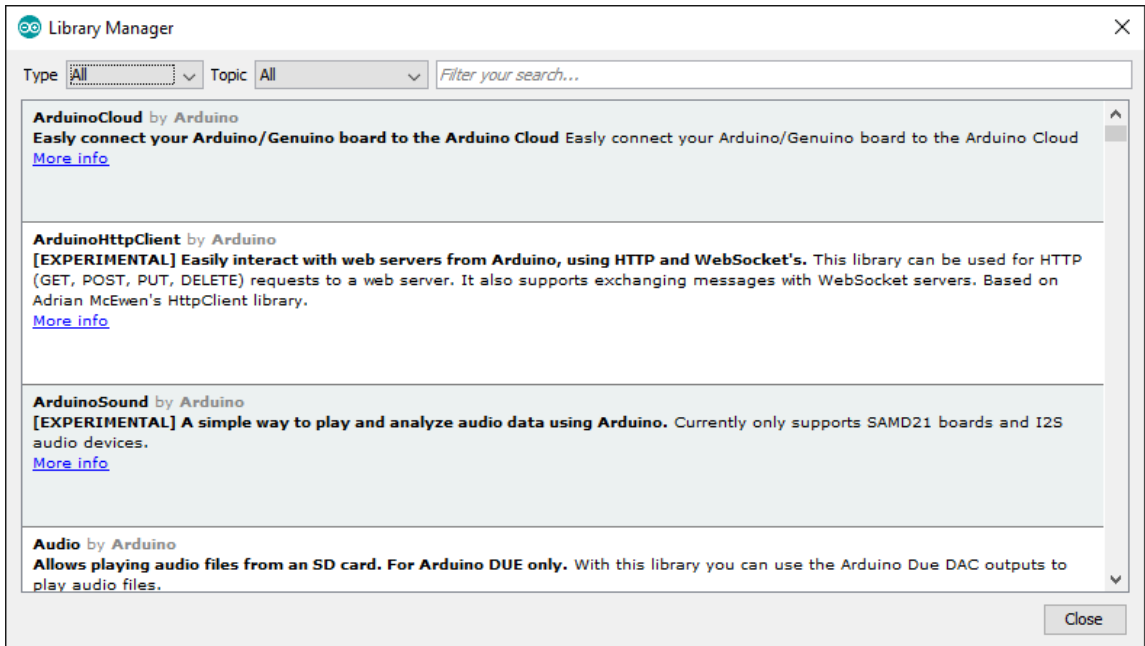 Library Manager
Type All Topic All Filter your search...
ArduinoCloud by Arduino
Easly connect your Arduino/Genuino board to the Arduino Cloud Easly connect your Arduino/Genuino board to the Arduino Cloud
More info
ArduinoHttpClient by Arduino
[EXPERIMENTAL] Easily interact with web servers from Arduino, using HTTP and WebSocket's. This library can be used for HTTP
(GET, POST, PUT, DELETE) requests to a web server. It also supports exchanging messages with WebSocket servers. Based on
Adrian McEwen's HttpClient library.
More info
ArduinoSound by Arduino
[EXPERIMENTAL] A simple way to play and analyze audio data using Arduino. Currently only supports SAMD21 boards and I2S
audio devices.
More info
Audio by Arduino
Allows playing audio files from an SD card. For Arduino DUE only. With this library you can use the Arduino Due DAC outputs to
play audio files.
Close